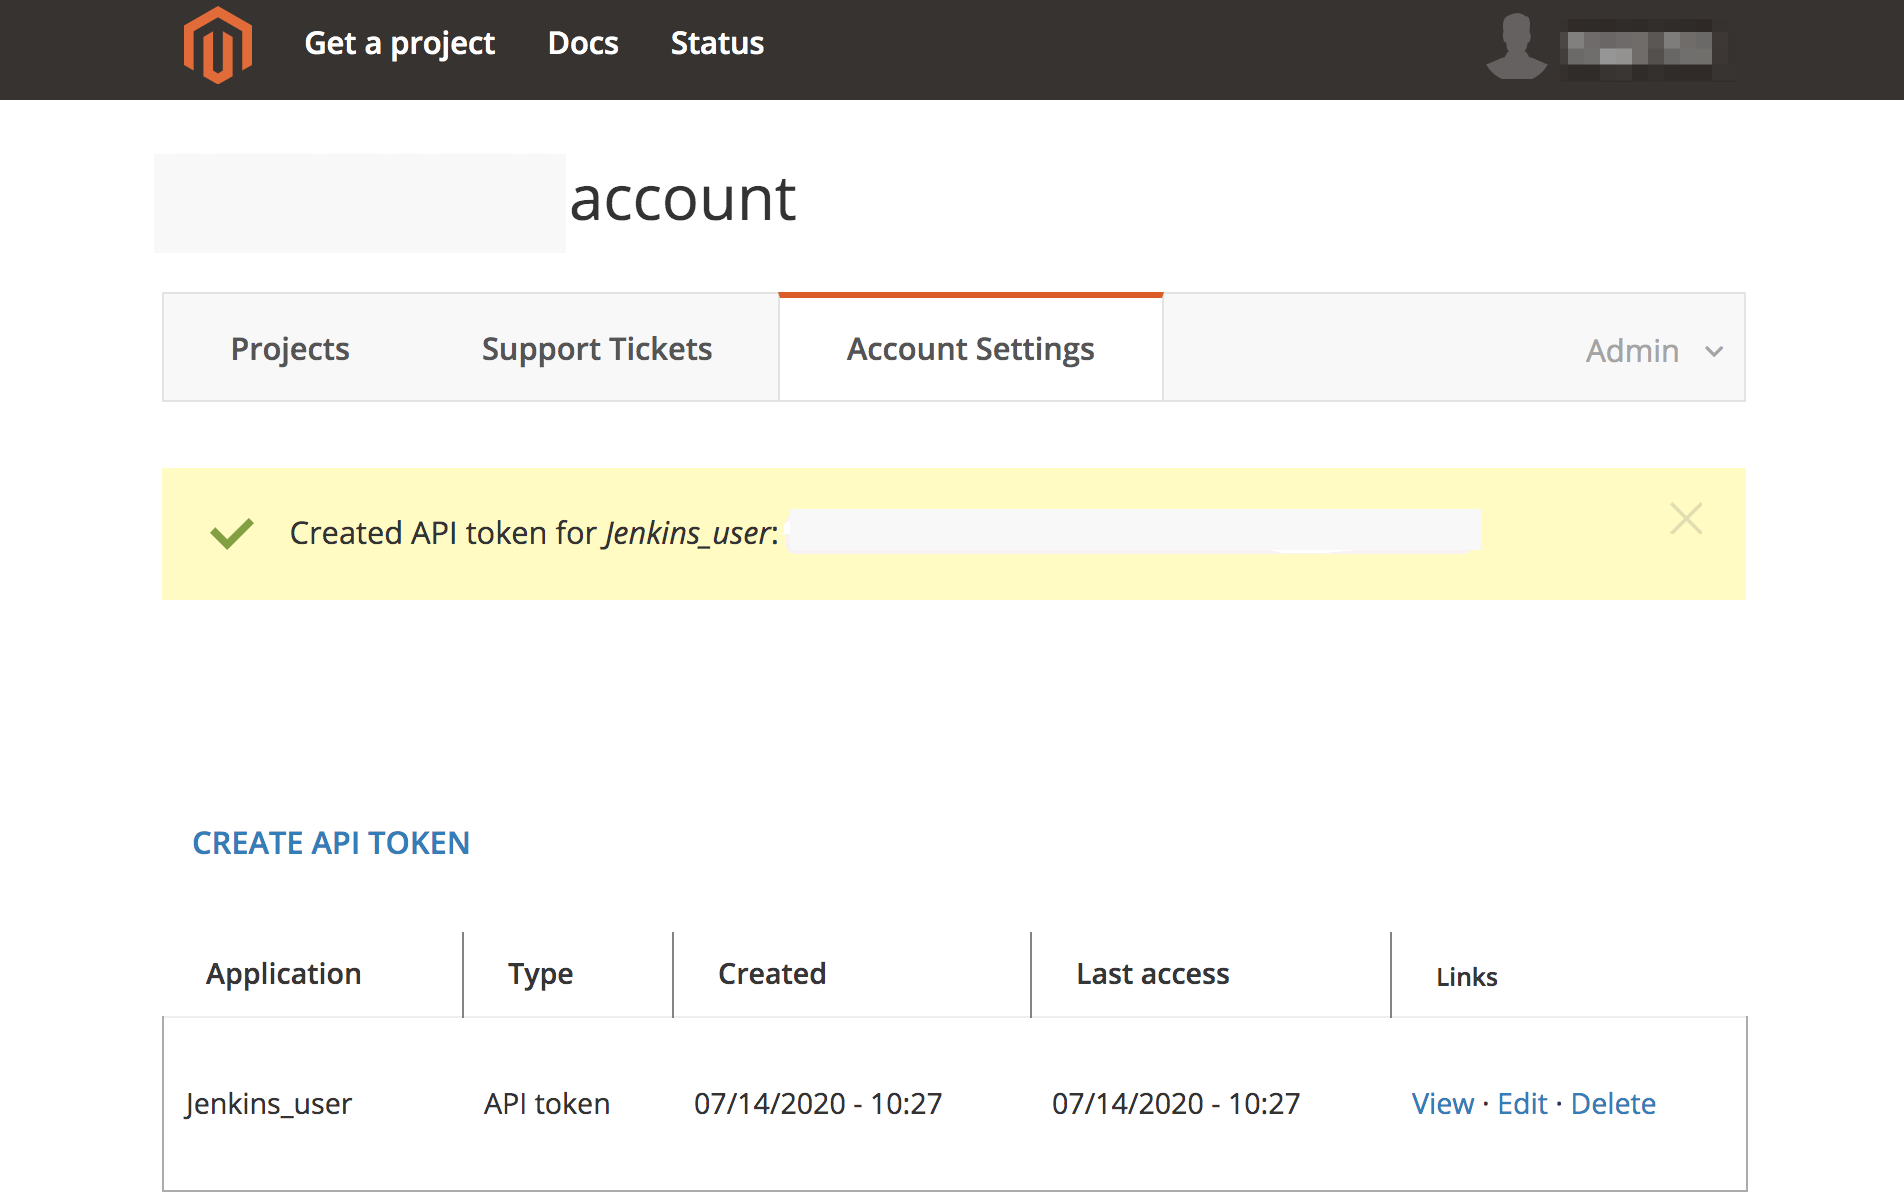 Get a project Docs Status
account
Projects Support Tickets Account Settings Admin
Created API token for Jenkins_user:
CREATE API TOKEN
Application Type Created Last access Links
Jenkins_user API token 07/14/2020 - 10:27 07/14/2020 - 10:27 View · Edit · Delete